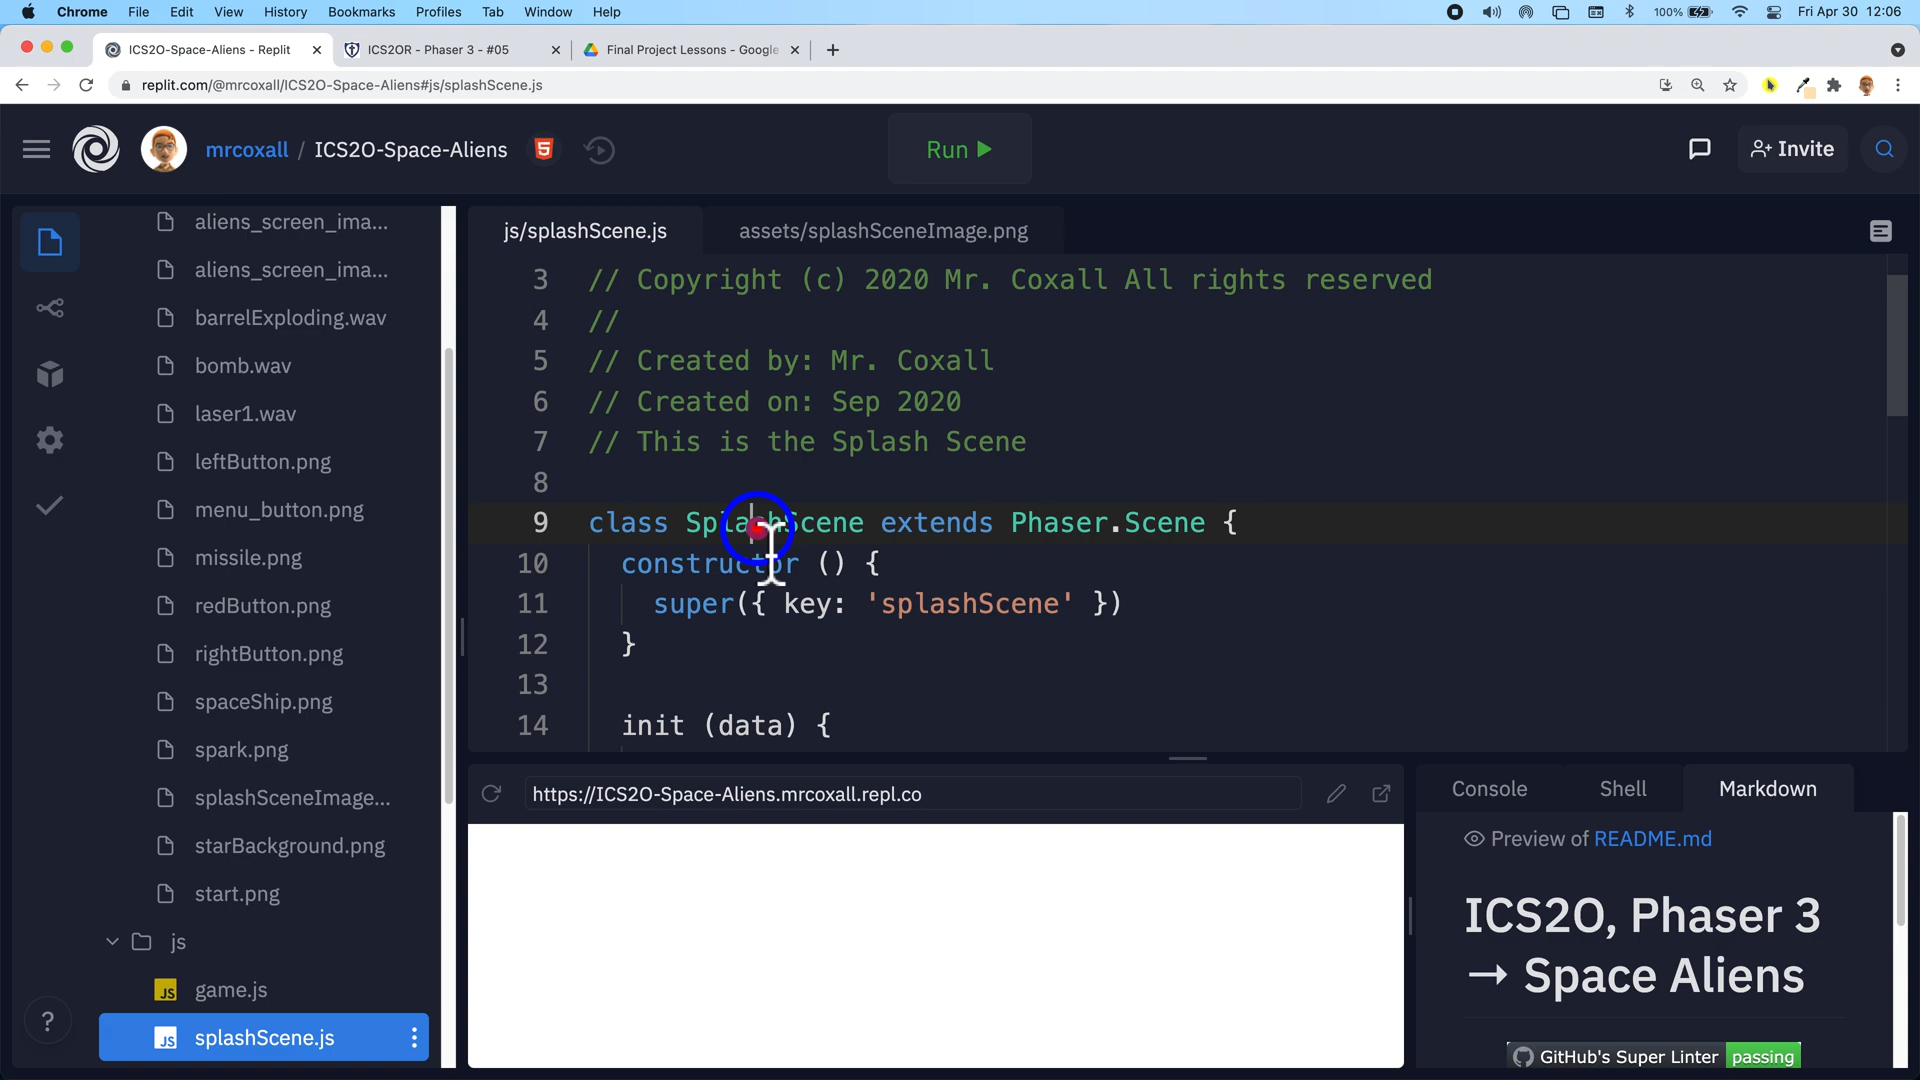 Chrome File Edit View History Bookmarks Profiles Tab Window Help 100% Fri Apr 30 12:06
ICS2O-Space-Aliens - Replit ICS2OR - Phaser 3 - #05 Final Project Lessons - Google
replit.com/@mrcoxall/ICS2O-Space-Aliens#js/splashScene.js
mrcoxall / ICS2O-Space-Aliens Run Invite
aliens_screen_ima...
aliens_screen_ima...
barrelExploding.wav
bomb.wav
laser1.wav
leftButton.png
menu_button.png
missile.png
redButton.png
rightButton.png
spaceShip.png
spark.png
splashSceneImage...
starBackground.png
start.png
js
JS game.js
JS splashScene.js
?
js/splashScene.js assets/splashSceneImage.png
3 // Copyright (c) 2020 Mr. Coxall All rights reserved
4 //
5 // Created by: Mr. Coxall
6 // Created on: Sep 2020
7 // This is the Splash Scene
8
9 class SplashScene extends Phaser.Scene {
10 constructor () {
11 super({ key: 'splashScene' })
12 }
13
14 init (data) {
https://ICS2O-Space-Aliens.mrcoxall.repl.co
Console Shell Markdown
Preview of README.md
ICS2O, Phaser 3
→ Space Aliens
GitHub's Super Linter passing